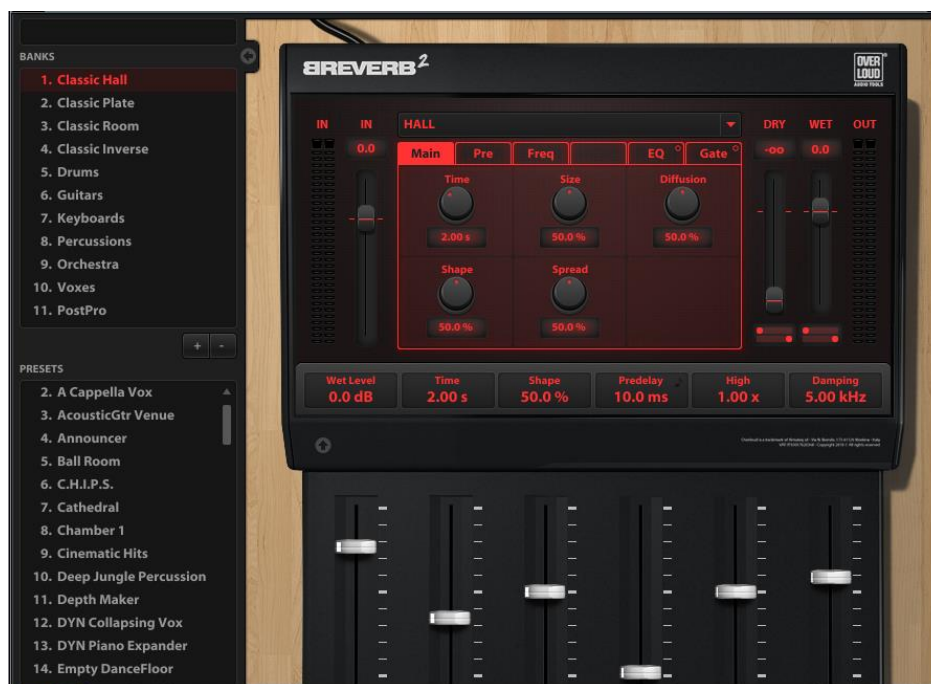 BANKS
1. Classic Hall
2. Classic Plate
3. Classic Room
4. Classic Inverse
5. Drums
6. Guitars
7. Keyboards
8. Percussions
9. Orchestra
10. Voxes
11. PostPro
+ -
PRESETS
2. A Cappella Vox
3. AcousticGtr Venue
4. Announcer
5. Ball Room
6. C.H.I.P.S.
7. Cathedral
8. Chamber 1
9. Cinematic Hits
10. Deep Jungle Percussion
11. Depth Maker
12. DYN Collapsing Vox
13. DYN Piano Expander
14. Empty DanceFloor
BREVERB2
OVER
LOUD
AUDIO TOOLS
IN IN HALL DRY WET OUT
0.0 Main Pre Freq EQ Gate -oo 0.0
Time Size Diffusion
2.00 s 50.0 % 50.0 %
Shape Spread
50.0 % 50.0 %
Wet Level Time Shape Predelay High Damping
0.0 dB 2.00 s 50.0 % 10.0 ms 1.00 x 5.00 kHz